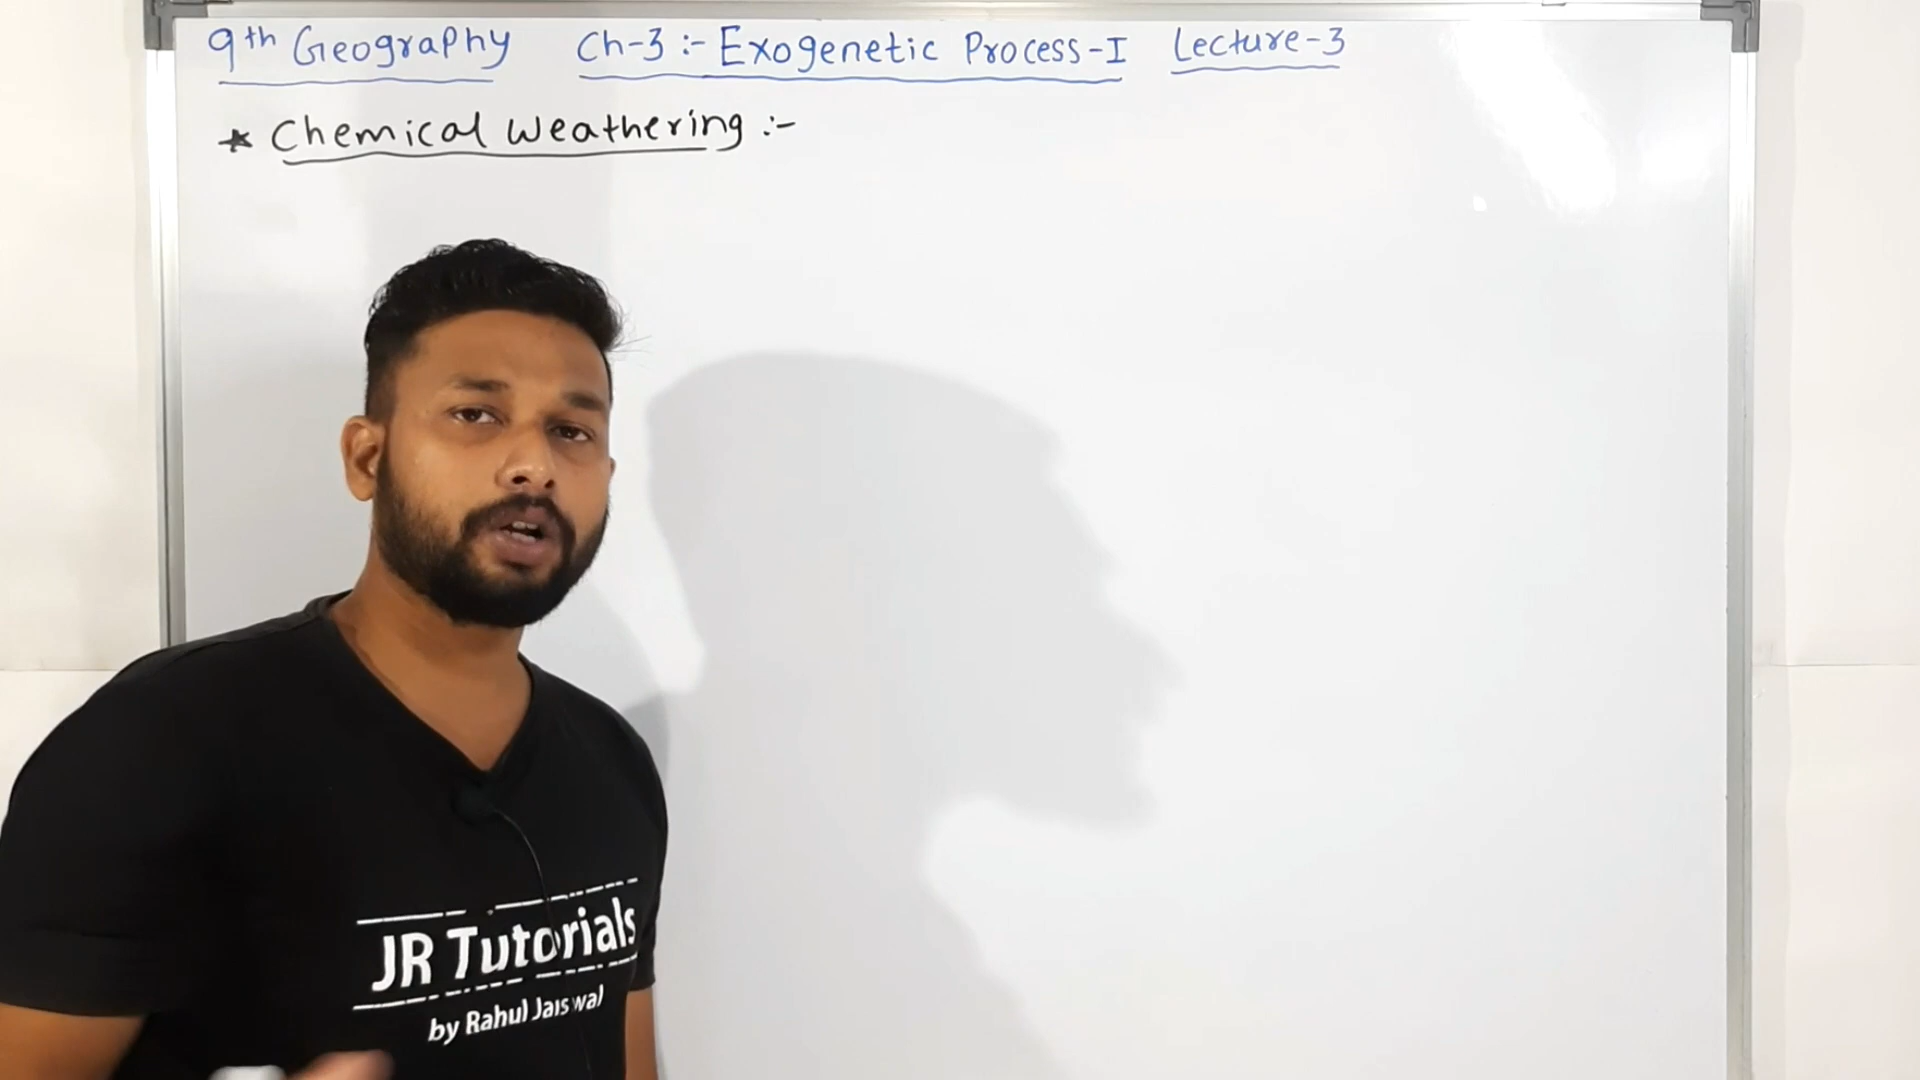 9th Geography Ch-3 :- Exogenetic Process-I Lecture-3
* Chemical Weathering :-
JR Tutorials
by Rahul Jaiswal